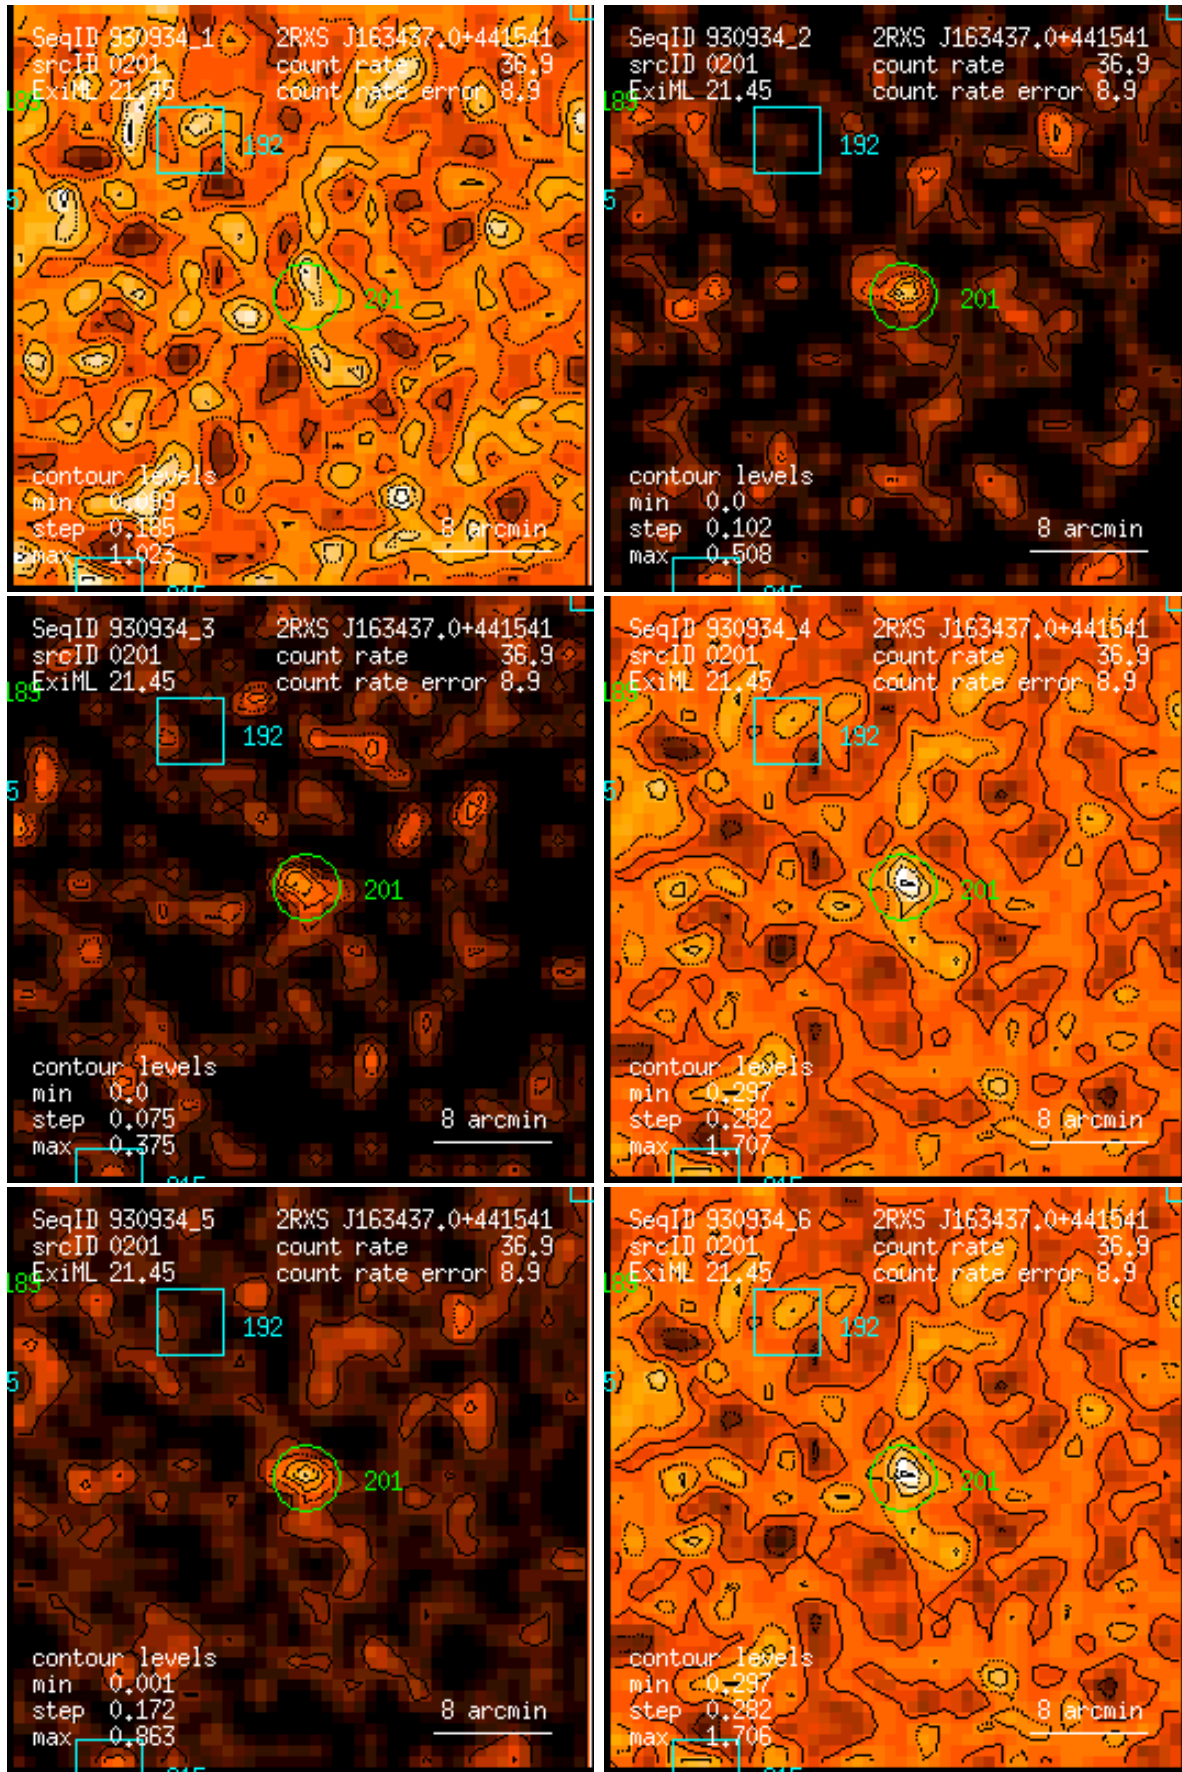 SeqID 930934_1 2RXS J163437.0+441541
srcID 0201 count rate 36.9
ExiML 21.45 count rate error 8.9
189
192
5
201
contour levels
min 0.099
step 0.185
max 1.023
8 arcmin
SeqID 930934_2 2RXS J163437.0+441541
srcID 0201 count rate 36.9
ExiML 21.45 count rate error 8.9
189
192
5
201
contour levels
min 0.0
step 0.102
max 0.508
8 arcmin
SeqID 930934_3 2RXS J163437.0+441541
srcID 0201 count rate 36.9
ExiML 21.45 count rate error 8.9
189
192
5
201
contour levels
min 0.0
step 0.075
max 0.375
8 arcmin
SeqID 930934_4 2RXS J163437.0+441541
srcID 0201 count rate 36.9
ExiML 21.45 count rate error 8.9
189
192
5
201
contour levels
min 0.297
step 0.282
max 1.707
8 arcmin
SeqID 930934_5 2RXS J163437.0+441541
srcID 0201 count rate 36.9
ExiML 21.45 count rate error 8.9
189
192
5
201
contour levels
min 0.001
step 0.172
max 0.863
8 arcmin
SeqID 930934_6 2RXS J163437.0+441541
srcID 0201 count rate 36.9
ExiML 21.45 count rate error 8.9
189
192
5
201
contour levels
min 0.297
step 0.282
max 1.706
8 arcmin